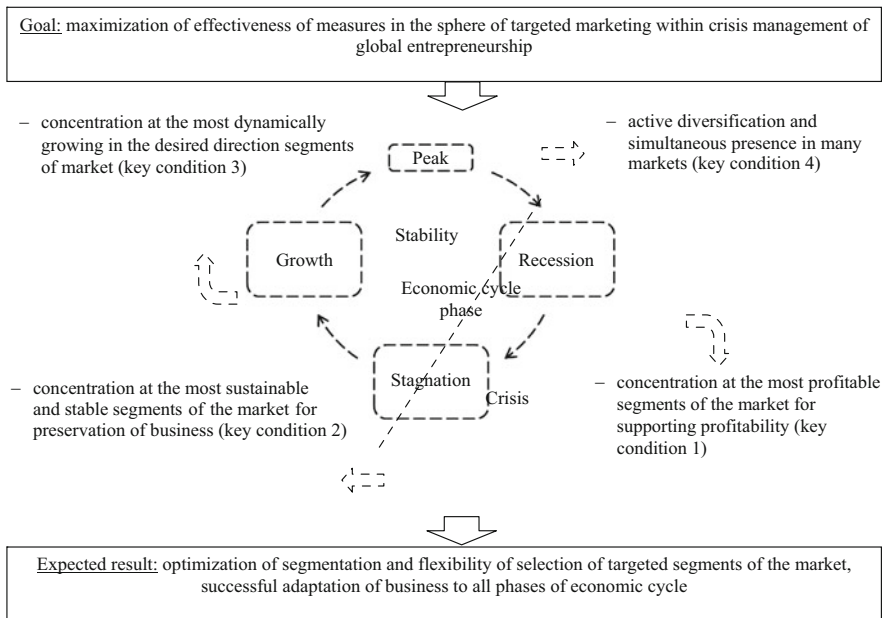 Goal: maximization of effectiveness of measures in the sphere of targeted marketing within crisis management of
global entrepreneurship
– concentration at the most dynamically
growing in the desired direction segments
of market (key condition 3)
Peak
– active diversification and
simultaneous presence in many
markets (key condition 4)
Stability
Growth
Recession
Economic cycle
phase
Stagnation
Crisis
– concentration at the most sustainable
and stable segments of the market for
preservation of business (key condition 2)
– concentration at the most profitable
segments of the market for
supporting profitability (key
condition 1)
Expected result: optimization of segmentation and flexibility of selection of targeted segments of the market,
successful adaptation of business to all phases of economic cycle